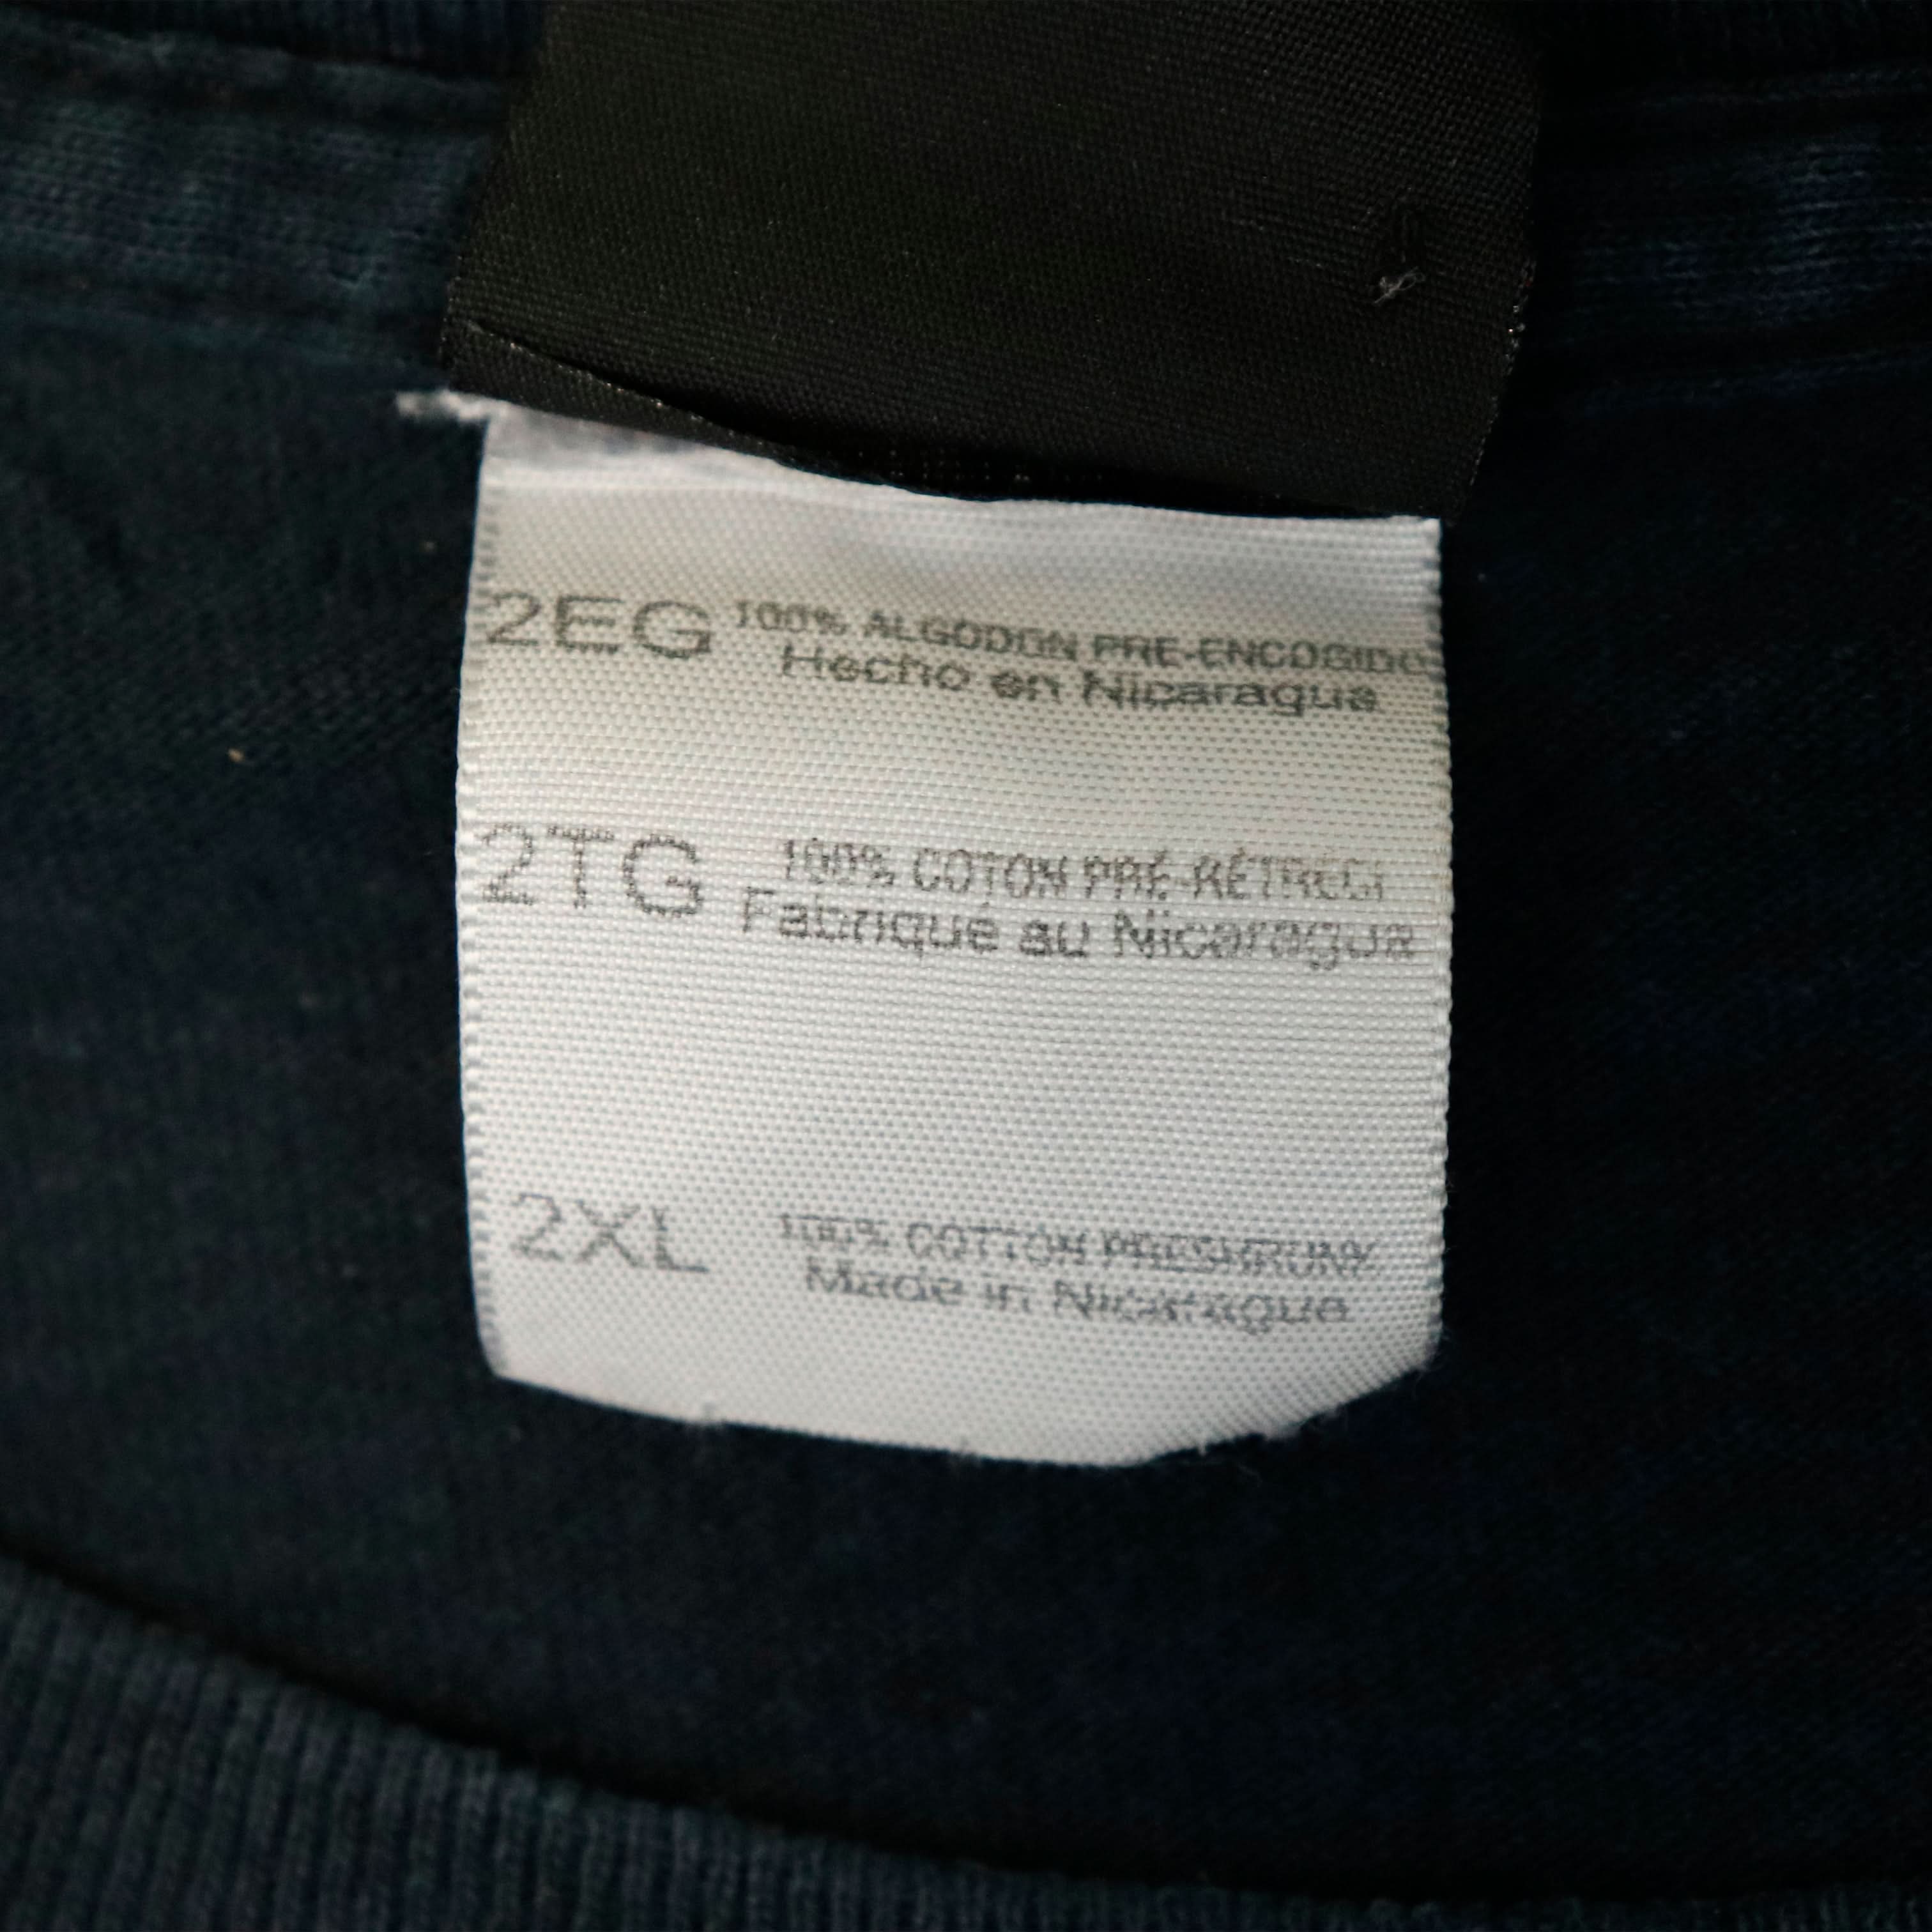 2EG 100% ALGODON PRE-ENCOGIDO
Hecho en Nicaragua
2TG 100% COTON PRÉ-RÉTRÉCI
Fabrique au Nicaragua
2XL 100% COTTON PRESHRUNK
Made in Nicaragua